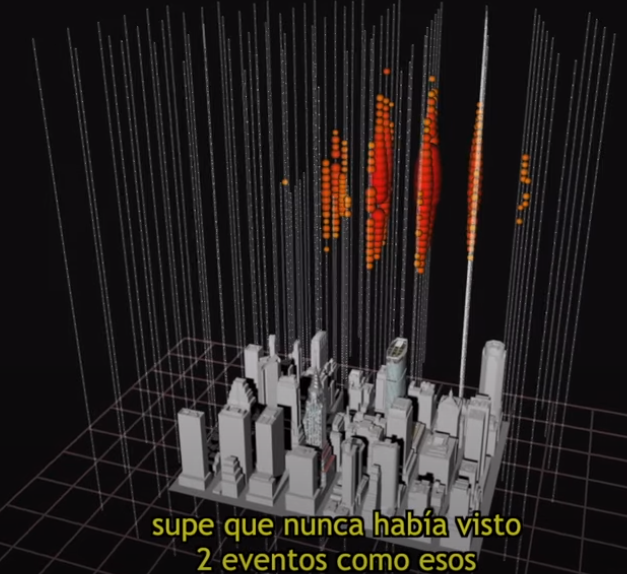 supe que nunca había visto
2 eventos como esos